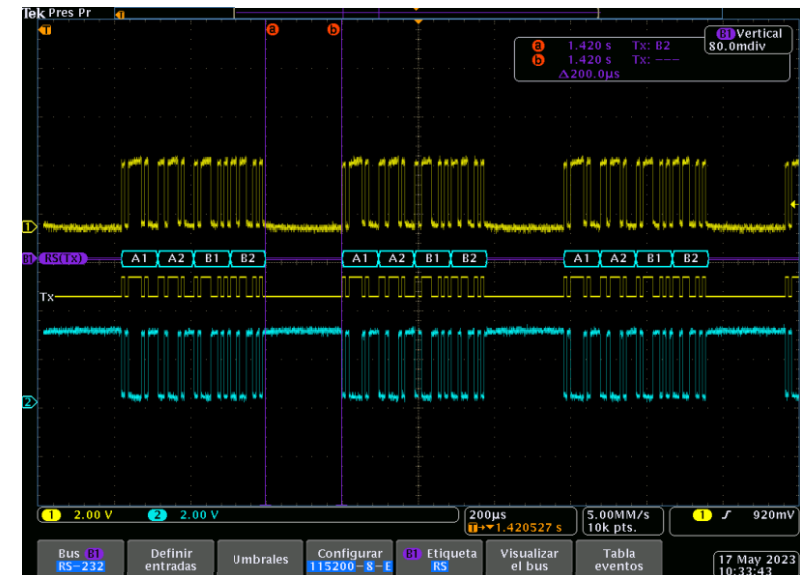 Tek Pres Pr
T
T
a b
a 1.420 s Tx: B2
b 1.420 s Tx: ---
Δ200.0µs
B1 Vertical
80.0mdiv
1
B1 RS(Tx) A1 A2 B1 B2 A1 A2 B1 B2 A1 A2 B1 B2
Tx
2
1 2.00 V 2 2.00 V
200µs
T→▼1.420527 s
5.00MM/s
10k pts.
1 920mV
Bus B1
RS-232
Definir
entradas
Umbrales
Configurar
115200-8-E
B1 Etiqueta
RS
Visualizar
el bus
Tabla
eventos
17 May 2023
10:33:43